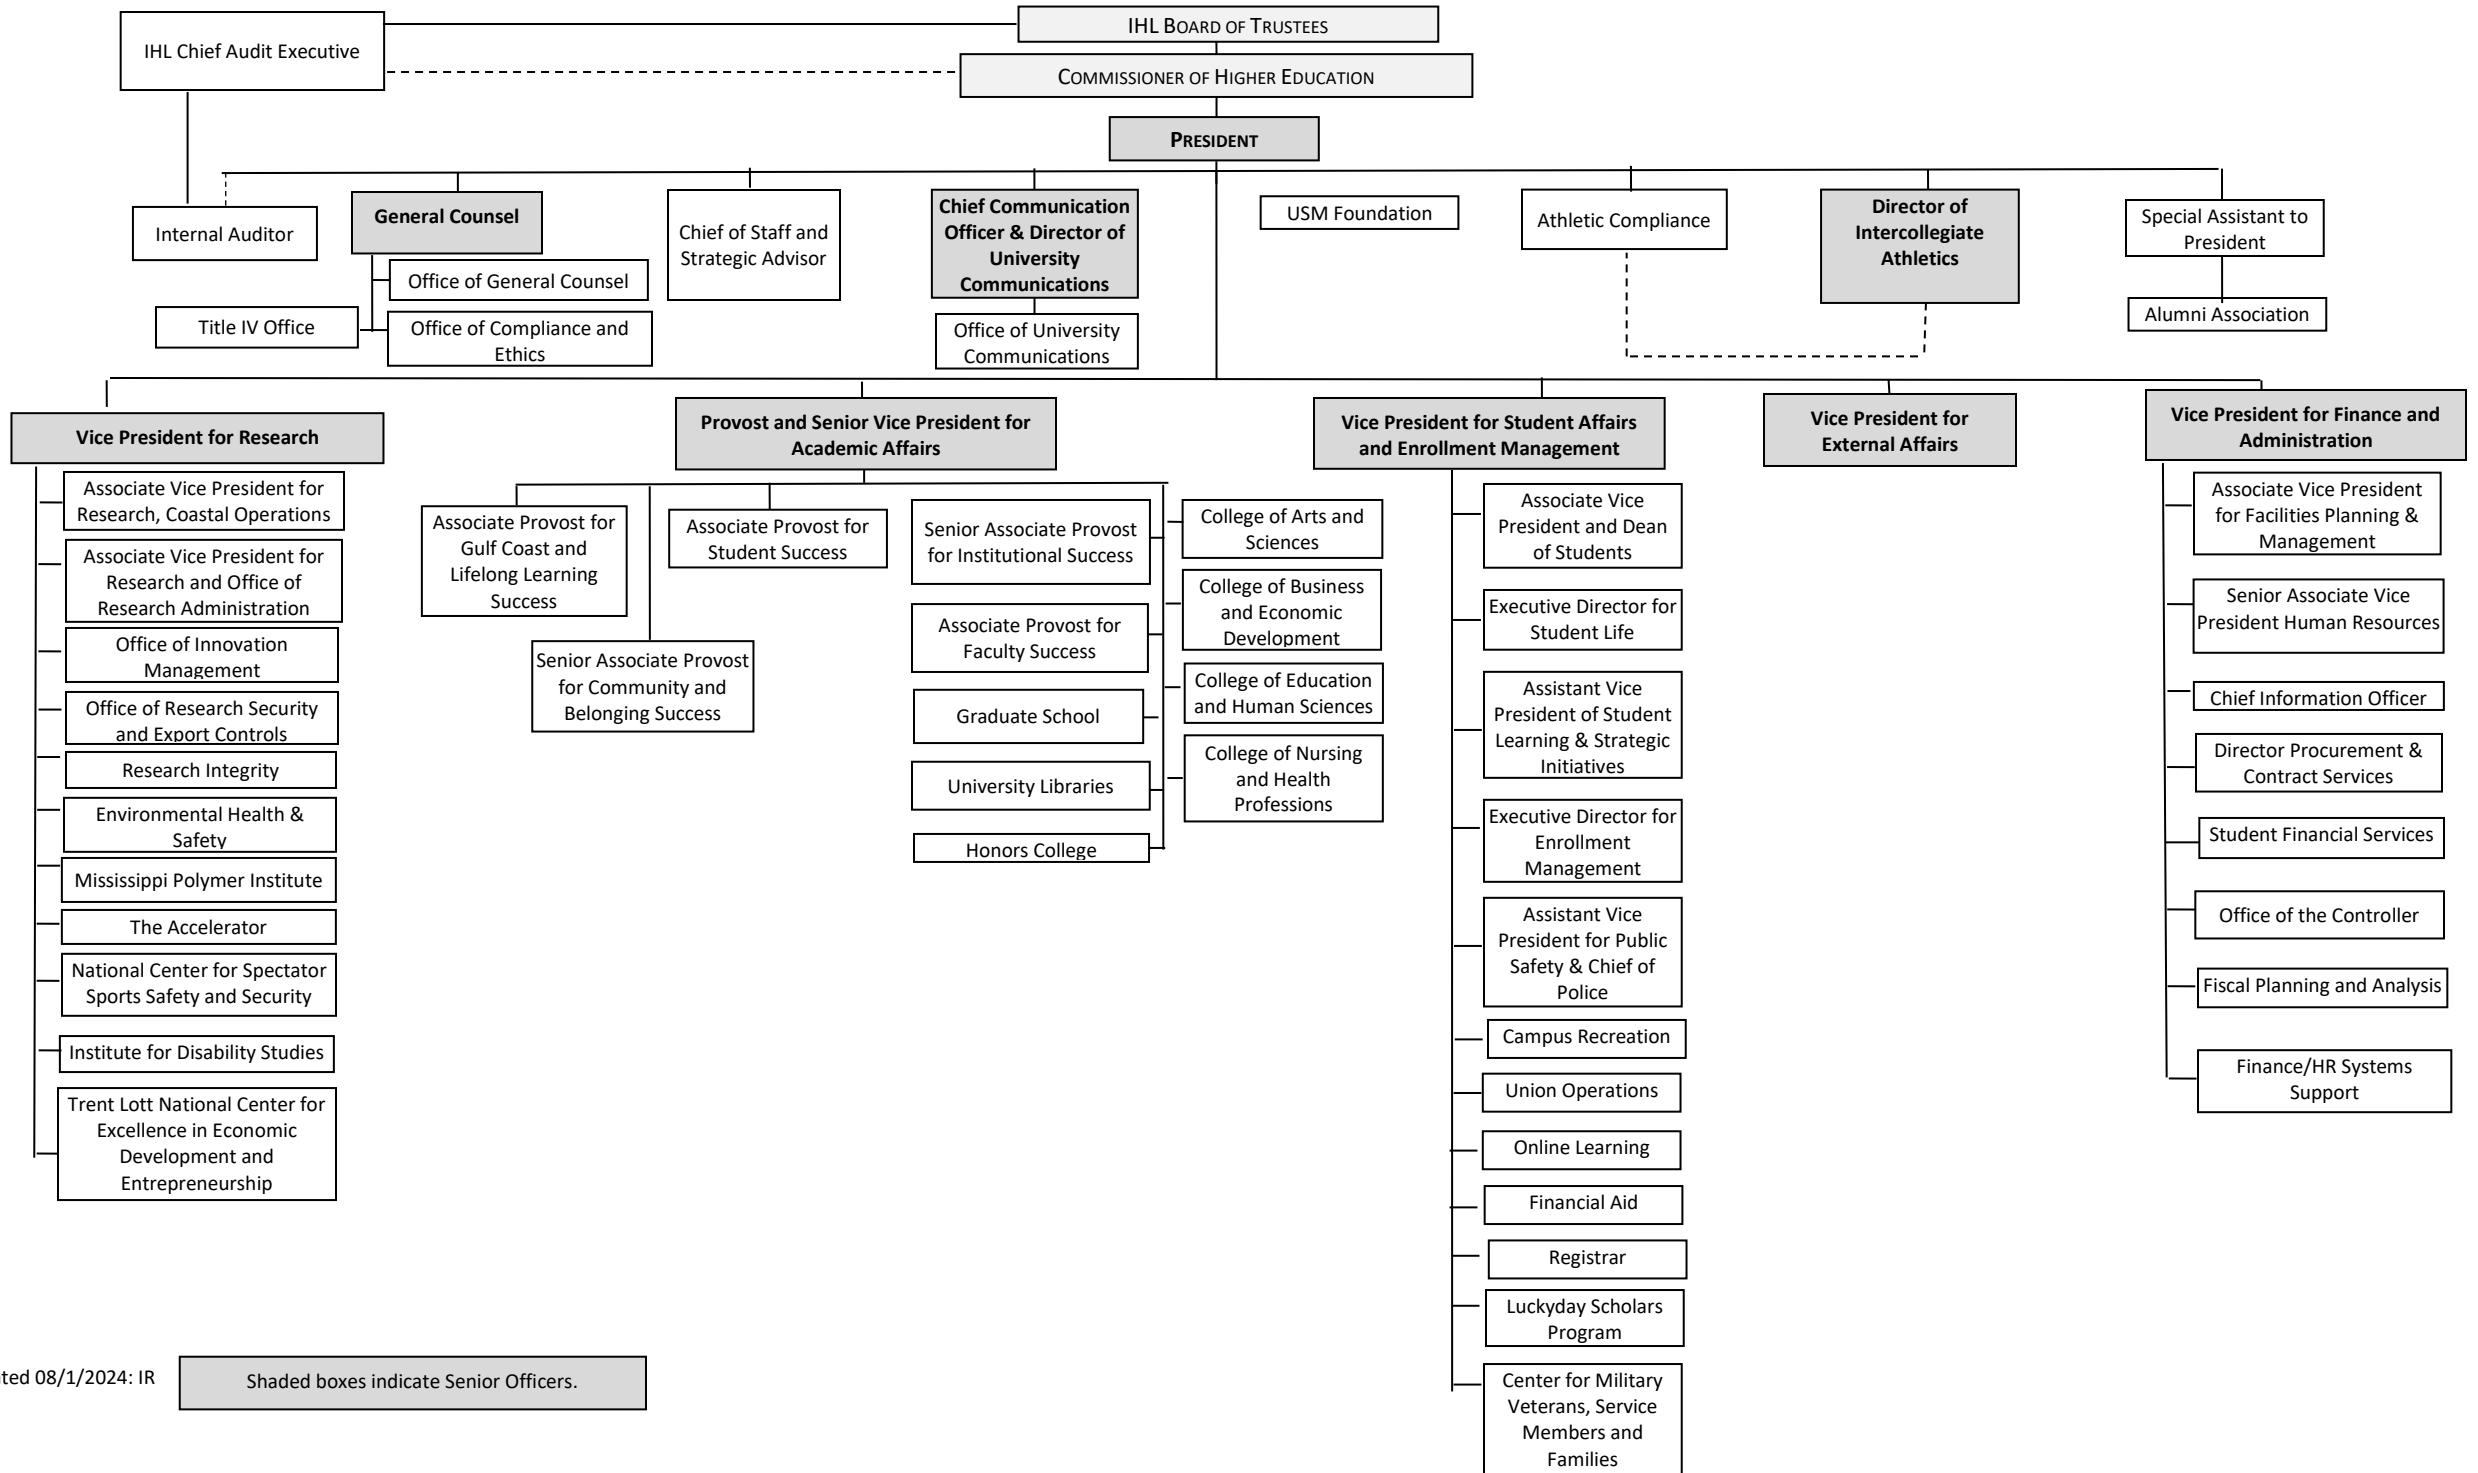 IHL Chief Audit Executive
IHL BOARD OF TRUSTEES
COMMISSIONER OF HIGHER EDUCATION
PRESIDENT
Internal Auditor
General Counsel
Office of General Counsel
Title IV Office
Office of Compliance and
Ethics
Chief of Staff and
Strategic Advisor
Chief Communication
Officer & Director of
University
Communications
Office of University
Communications
USM Foundation
Athletic Compliance
Director of
Intercollegiate
Athletics
Special Assistant to
President
Alumni Association
Vice President for Research
Associate Vice President for
Research, Coastal Operations
Associate Vice President for
Research and Office of
Research Administration
Office of Innovation
Management
Office of Research Security
and Export Controls
Research Integrity
Environmental Health &
Safety
Mississippi Polymer Institute
The Accelerator
National Center for Spectator
Sports Safety and Security
Institute for Disability Studies
Trent Lott National Center for
Excellence in Economic
Development and
Entrepreneurship
Provost and Senior Vice President for
Academic Affairs
Associate Provost for
Gulf Coast and
Lifelong Learning
Success
Senior Associate Provost
for Community and
Belonging Success
Associate Provost for
Student Success
Senior Associate Provost
for Institutional Success
Associate Provost for
Faculty Success
Graduate School
University Libraries
Honors College
College of Arts and
Sciences
College of Business
and Economic
Development
College of Education
and Human Sciences
College of Nursing
and Health
Professions
Vice President for Student Affairs
and Enrollment Management
Associate Vice
President and Dean
of Students
Executive Director for
Student Life
Assistant Vice
President of Student
Learning & Strategic
Initiatives
Executive Director for
Enrollment
Management
Assistant Vice
President for Public
Safety & Chief of
Police
Campus Recreation
Union Operations
Online Learning
Financial Aid
Registrar
Luckyday Scholars
Program
Center for Military
Veterans, Service
Members and
Families
Vice President for
External Affairs
Vice President for Finance and
Administration
Associate Vice President
for Facilities Planning &
Management
Senior Associate Vice
President Human Resources
Chief Information Officer
Director Procurement &
Contract Services
Student Financial Services
Office of the Controller
Fiscal Planning and Analysis
Finance/HR Systems
Support
08/1/2024: IR
Shaded boxes indicate Senior Officers.